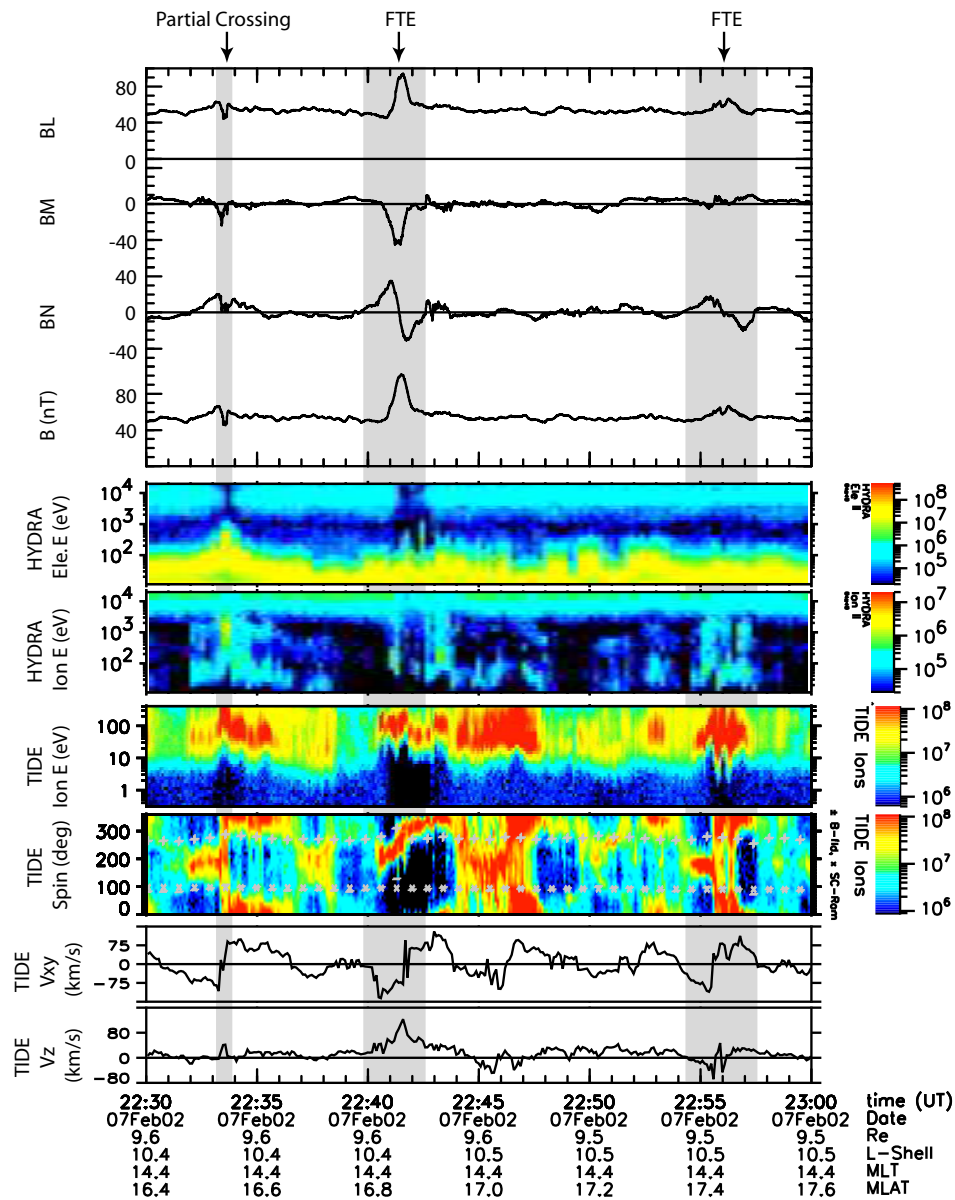 Partial Crossing FTE FTE
BL
80
40
0
BM
0
-40
BN
40
0
-40
B (nT)
80
40
HYDRA
Ele. E (eV)
10⁴
10³
10²
HYDRA
10⁸
10⁷
10⁶
10⁵
HYDRA
Ion E (eV)
10⁴
10³
10²
HYDRA
10⁷
10⁶
10⁵
TIDE
Ion E (eV)
100
10
1
TIDE Ions
10⁸
10⁷
10⁶
TIDE
Spin (deg)
300
200
100
0
TIDE Ions
10⁸
10⁷
10⁶
TIDE
Vxy
(km/s)
75
0
-75
TIDE
Vz
(km/s)
80
0
-80
22:30 22:35 22:40 22:45 22:50 22:55 23:00 time (UT)
07Feb02 07Feb02 07Feb02 07Feb02 07Feb02 07Feb02 07Feb02 Date
9.6 9.6 9.6 9.6 9.5 9.5 9.5 Re
10.4 10.4 10.4 10.5 10.5 10.5 10.6 L-Shell
14.4 14.4 14.4 14.4 14.4 14.4 14.4 MLT
16.4 16.6 16.8 17.0 17.2 17.4 17.6 MLAT